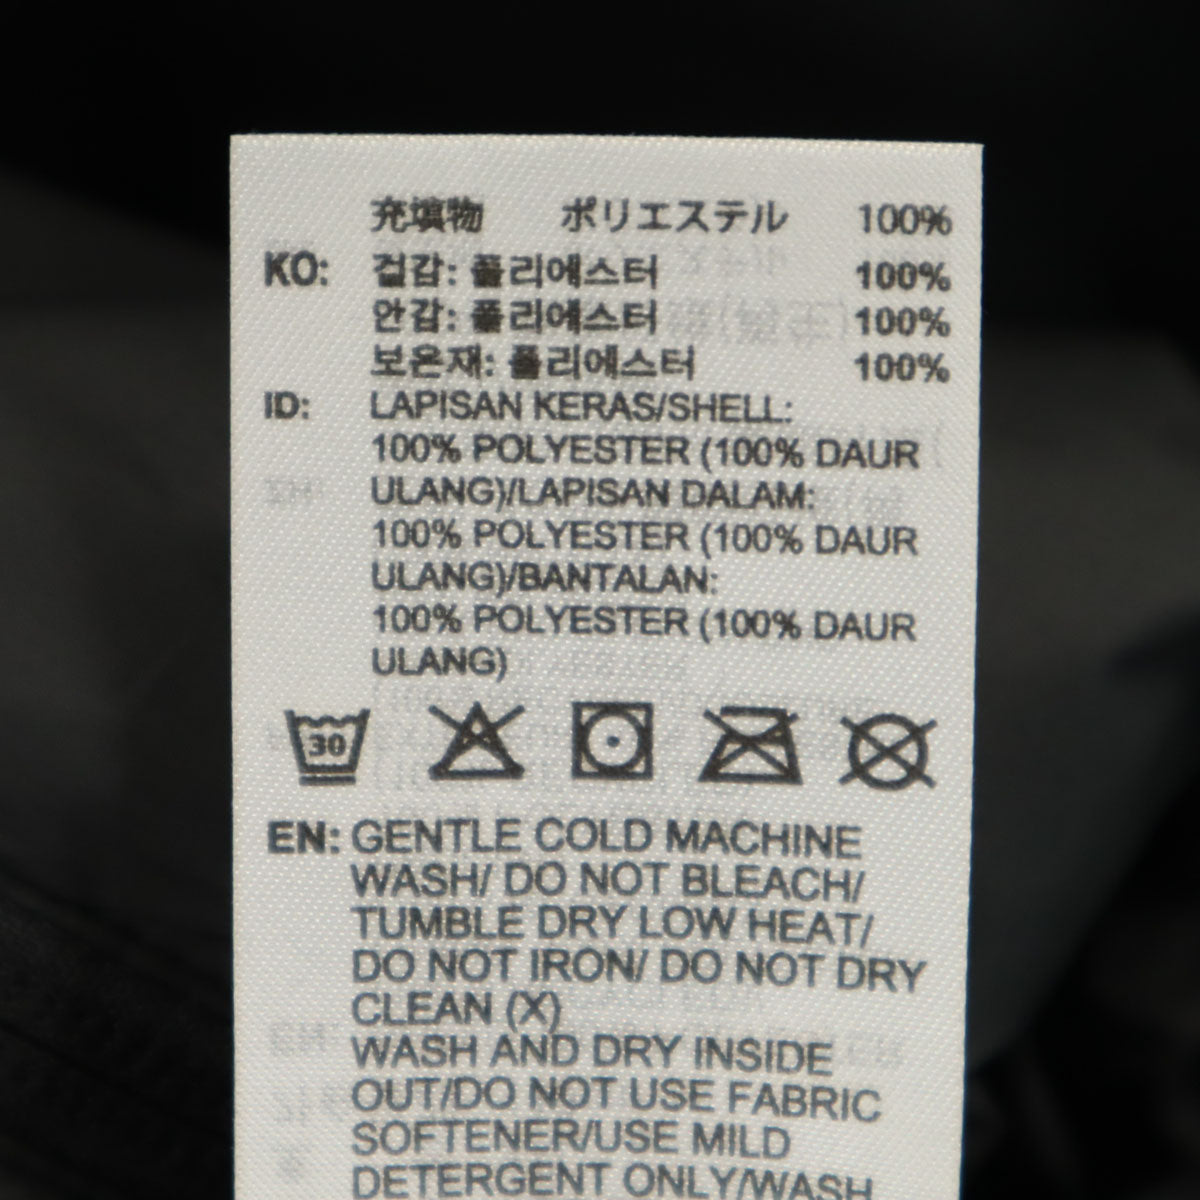 充填物 ポリエステル 100%
KO: 겉감: 폴리에스터 100%
안감: 폴리에스터 100%
보온재: 폴리에스터 100%
ID: LAPISAN KERAS/SHELL:
100% POLYESTER (100% DAUR
ULANG)/LAPISAN DALAM:
100% POLYESTER (100% DAUR
ULANG)/BANTALAN:
100% POLYESTER (100% DAUR
ULANG)
30
EN: GENTLE COLD MACHINE
WASH/ DO NOT BLEACH/
TUMBLE DRY LOW HEAT/
DO NOT IRON/ DO NOT DRY
CLEAN (X)
WASH AND DRY INSIDE
OUT/DO NOT USE FABRIC
SOFTENER/USE MILD
DETERGENT ONLY/WASH